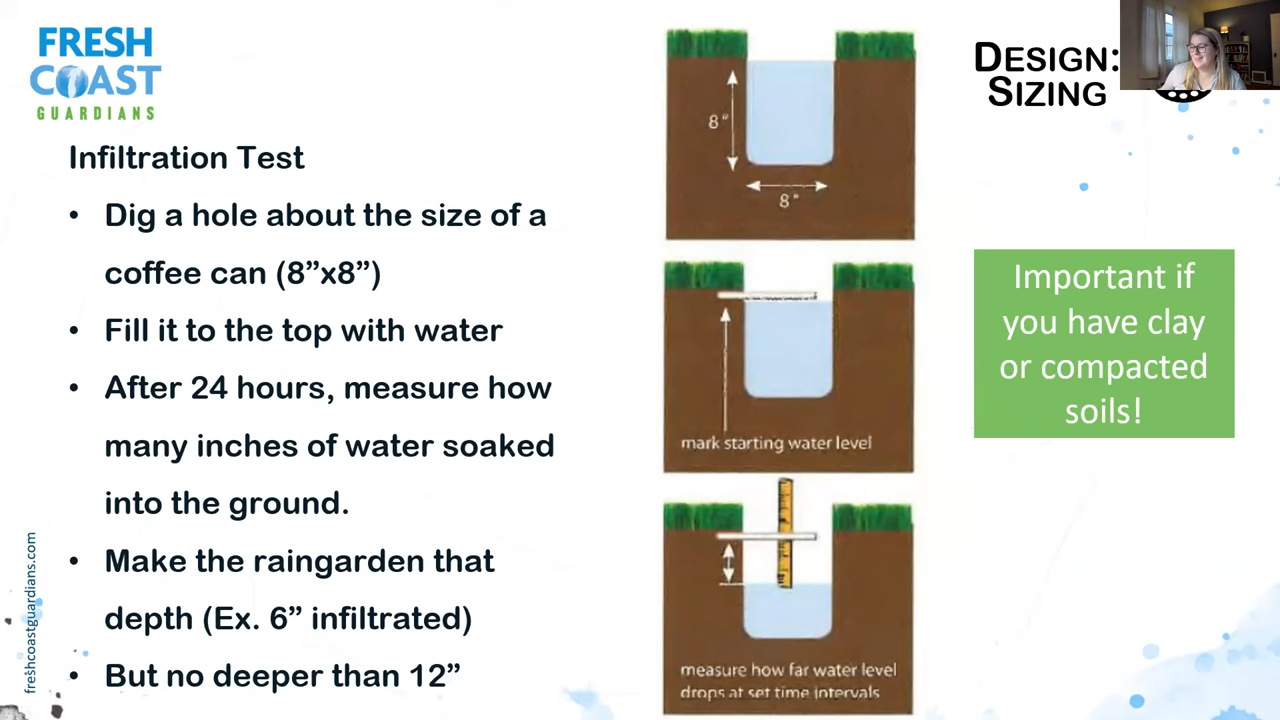 FRESH
COAST
GUARDIANS
DESIGN:
SIZING
Infiltration Test
• Dig a hole about the size of a
coffee can (8”x8”)
• Fill it to the top with water
• After 24 hours, measure how
many inches of water soaked
into the ground.
• Make the raingarden that
depth (Ex. 6” infiltrated)
• But no deeper than 12”
8"
8"
mark starting water level
measure how far water level
drops at set time intervals
Important if
you have clay
or compacted
soils!
freshcoastguardians.com